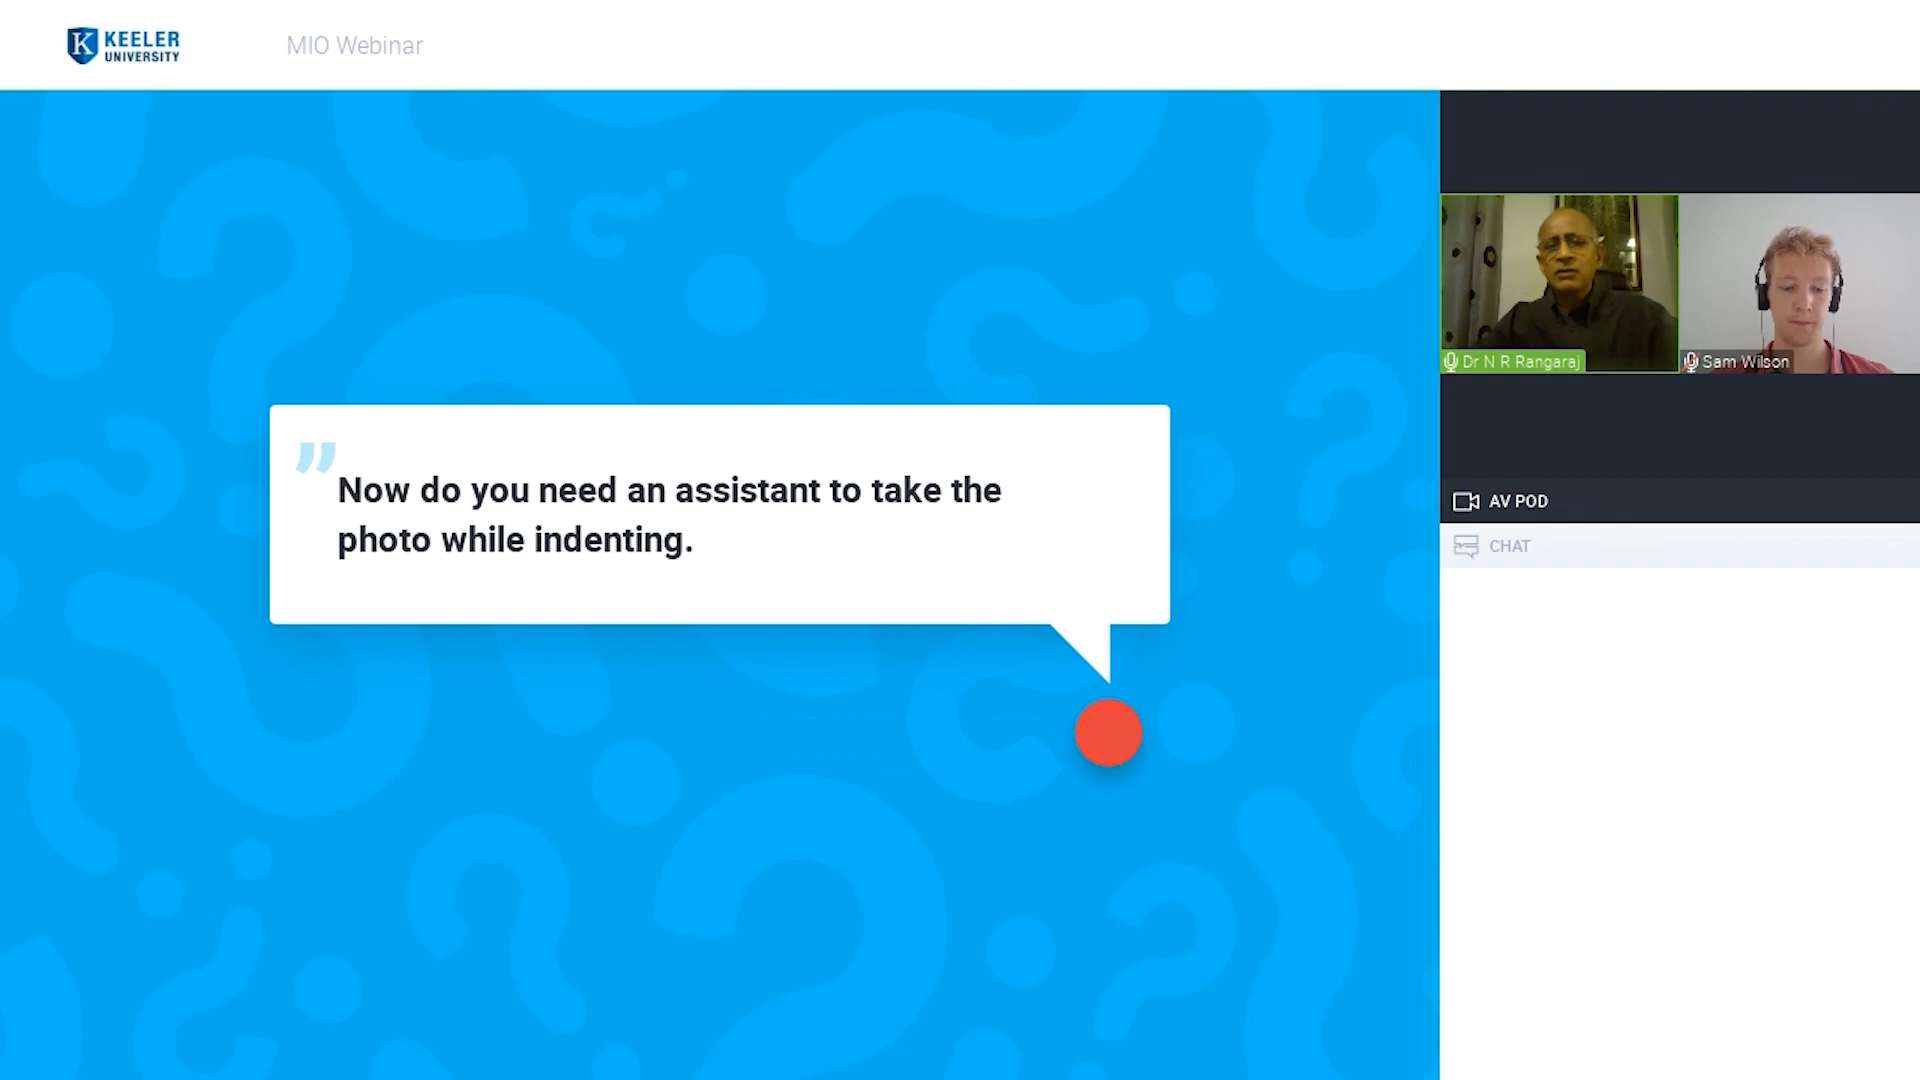 KEELER
UNIVERSITY
MIO Webinar
Now do you need an assistant to take the
photo while indenting.
Dr N R Rangaraj
Sam Wilson
AV POD
CHAT